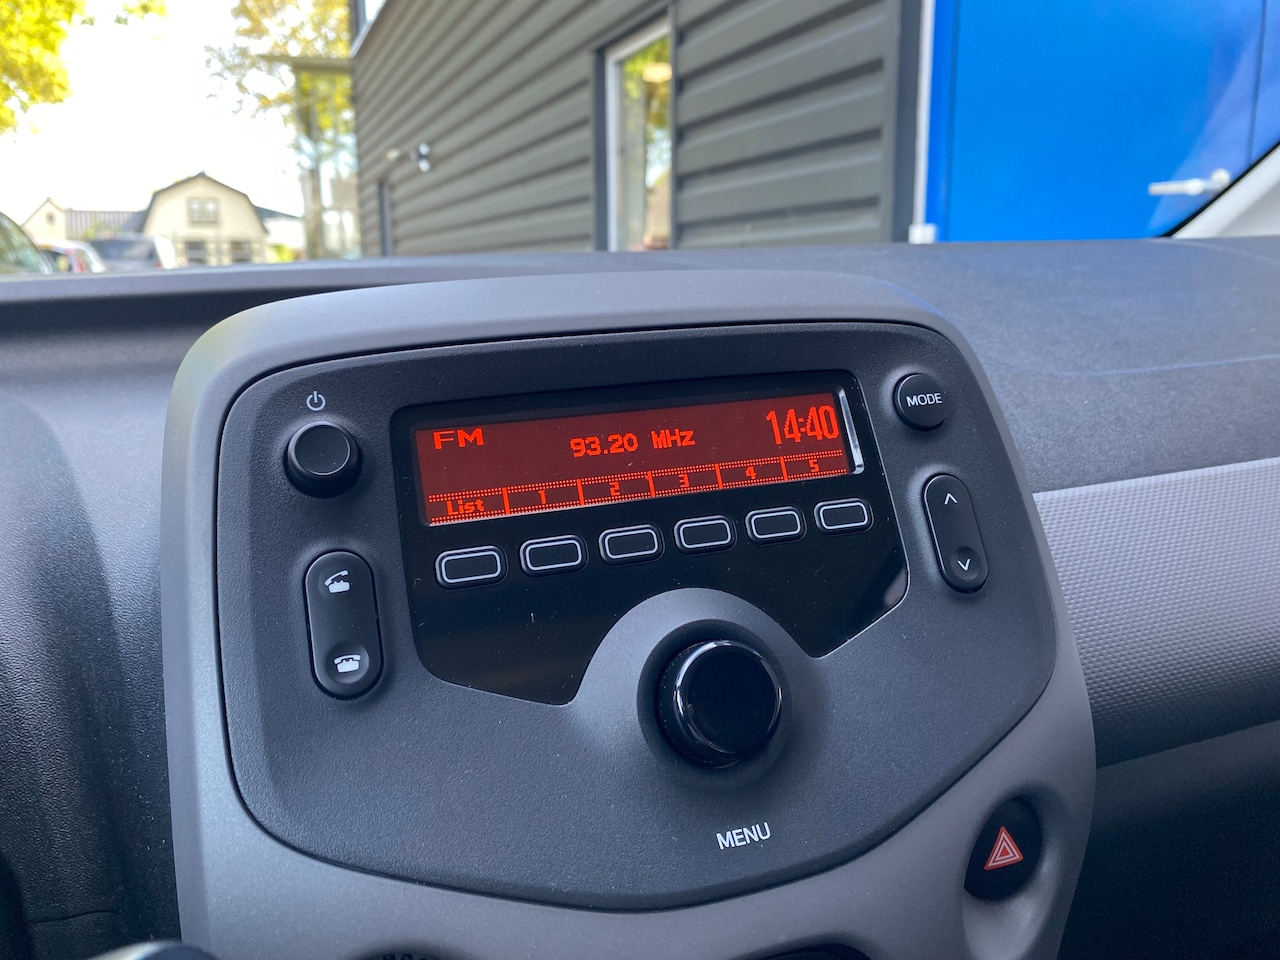 FM 93.20 MHz 14:40
List 1 2 3 4 5
MODE
MENU